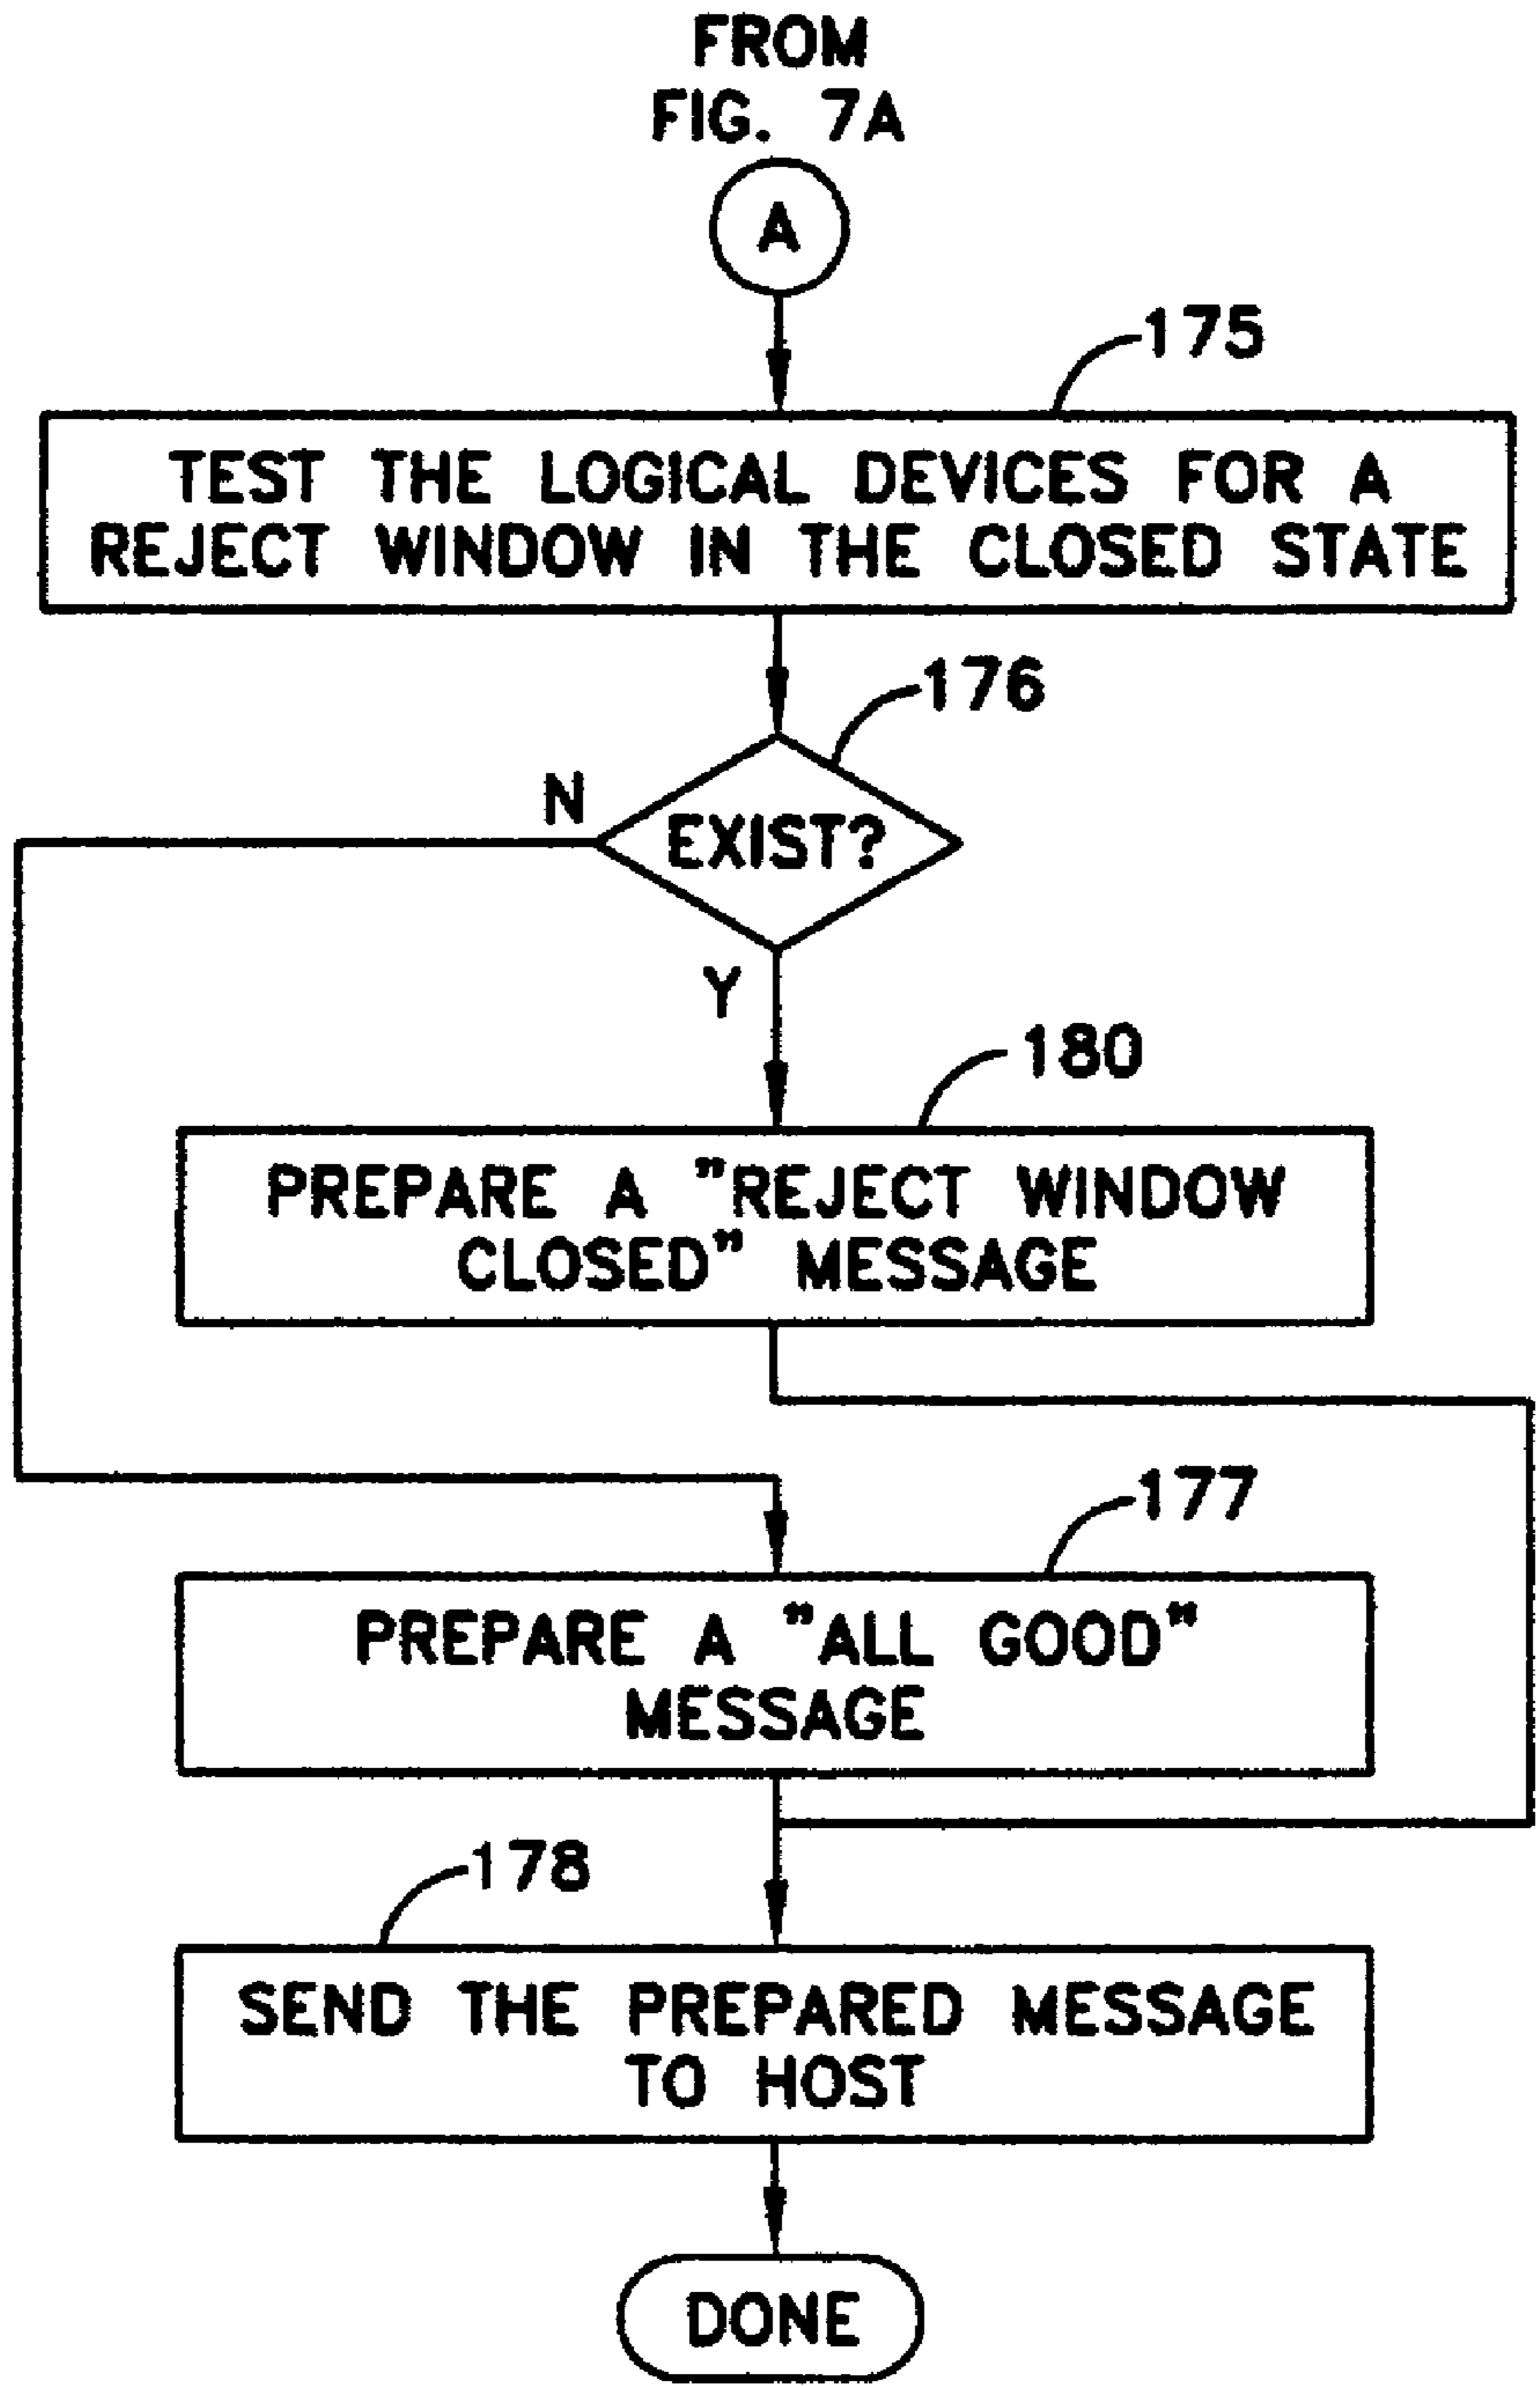 FROM
FIG. 7A
A
175
TEST THE LOGICAL DEVICES FOR A
REJECT WINDOW IN THE CLOSED STATE
176
N
EXIST?
Y
180
PREPARE A "REJECT WINDOW
CLOSED" MESSAGE
177
PREPARE A "ALL GOOD"
MESSAGE
178
SEND THE PREPARED MESSAGE
TO HOST
DONE